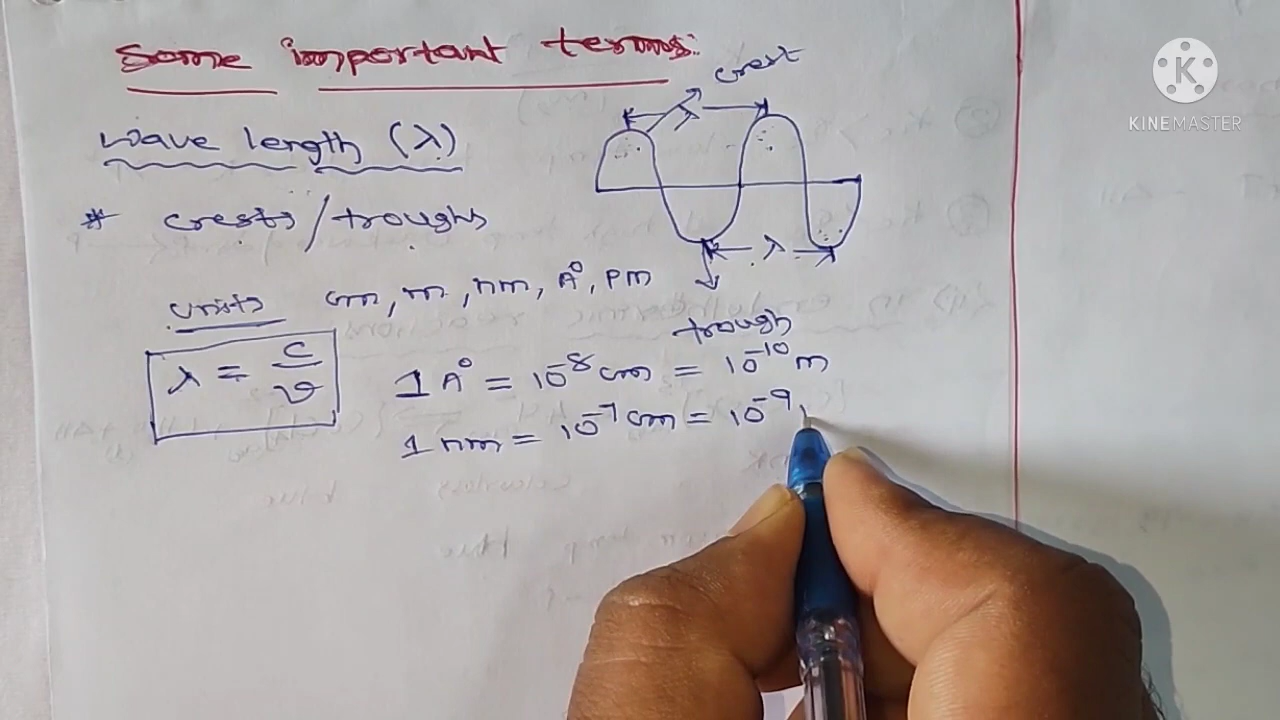 Some important terms:
crest
λ
Wave length (λ)
* crests/troughs
λ
trough
units cm, m, nm, A°, pm
λ = c/ν
1 A° = 10⁻⁸ cm = 10⁻¹⁰ m
1 nm = 10⁻⁷ cm = 10⁻⁹
K
KINEMASTER